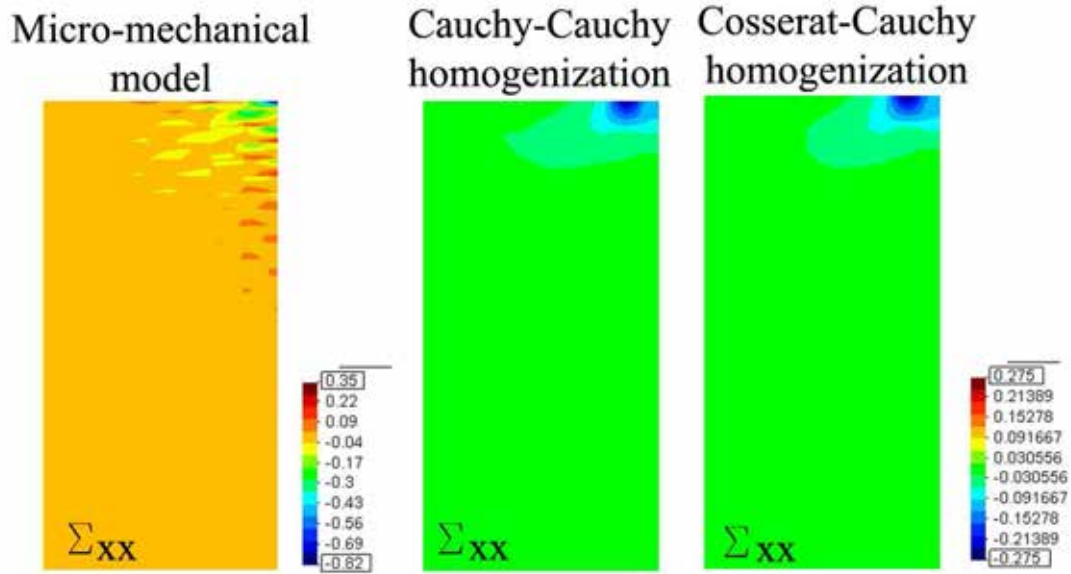 Micro-mechanical
model
Cauchy-Cauchy
homogenization
Cosserat-Cauchy
homogenization
0.35
0.22
0.09
-0.04
-0.17
-0.3
-0.43
-0.56
-0.69
-0.82
0.275
0.21389
0.15278
0.091667
0.030556
-0.030556
-0.091667
-0.15278
-0.21389
-0.275
Σxx
Σxx
Σxx